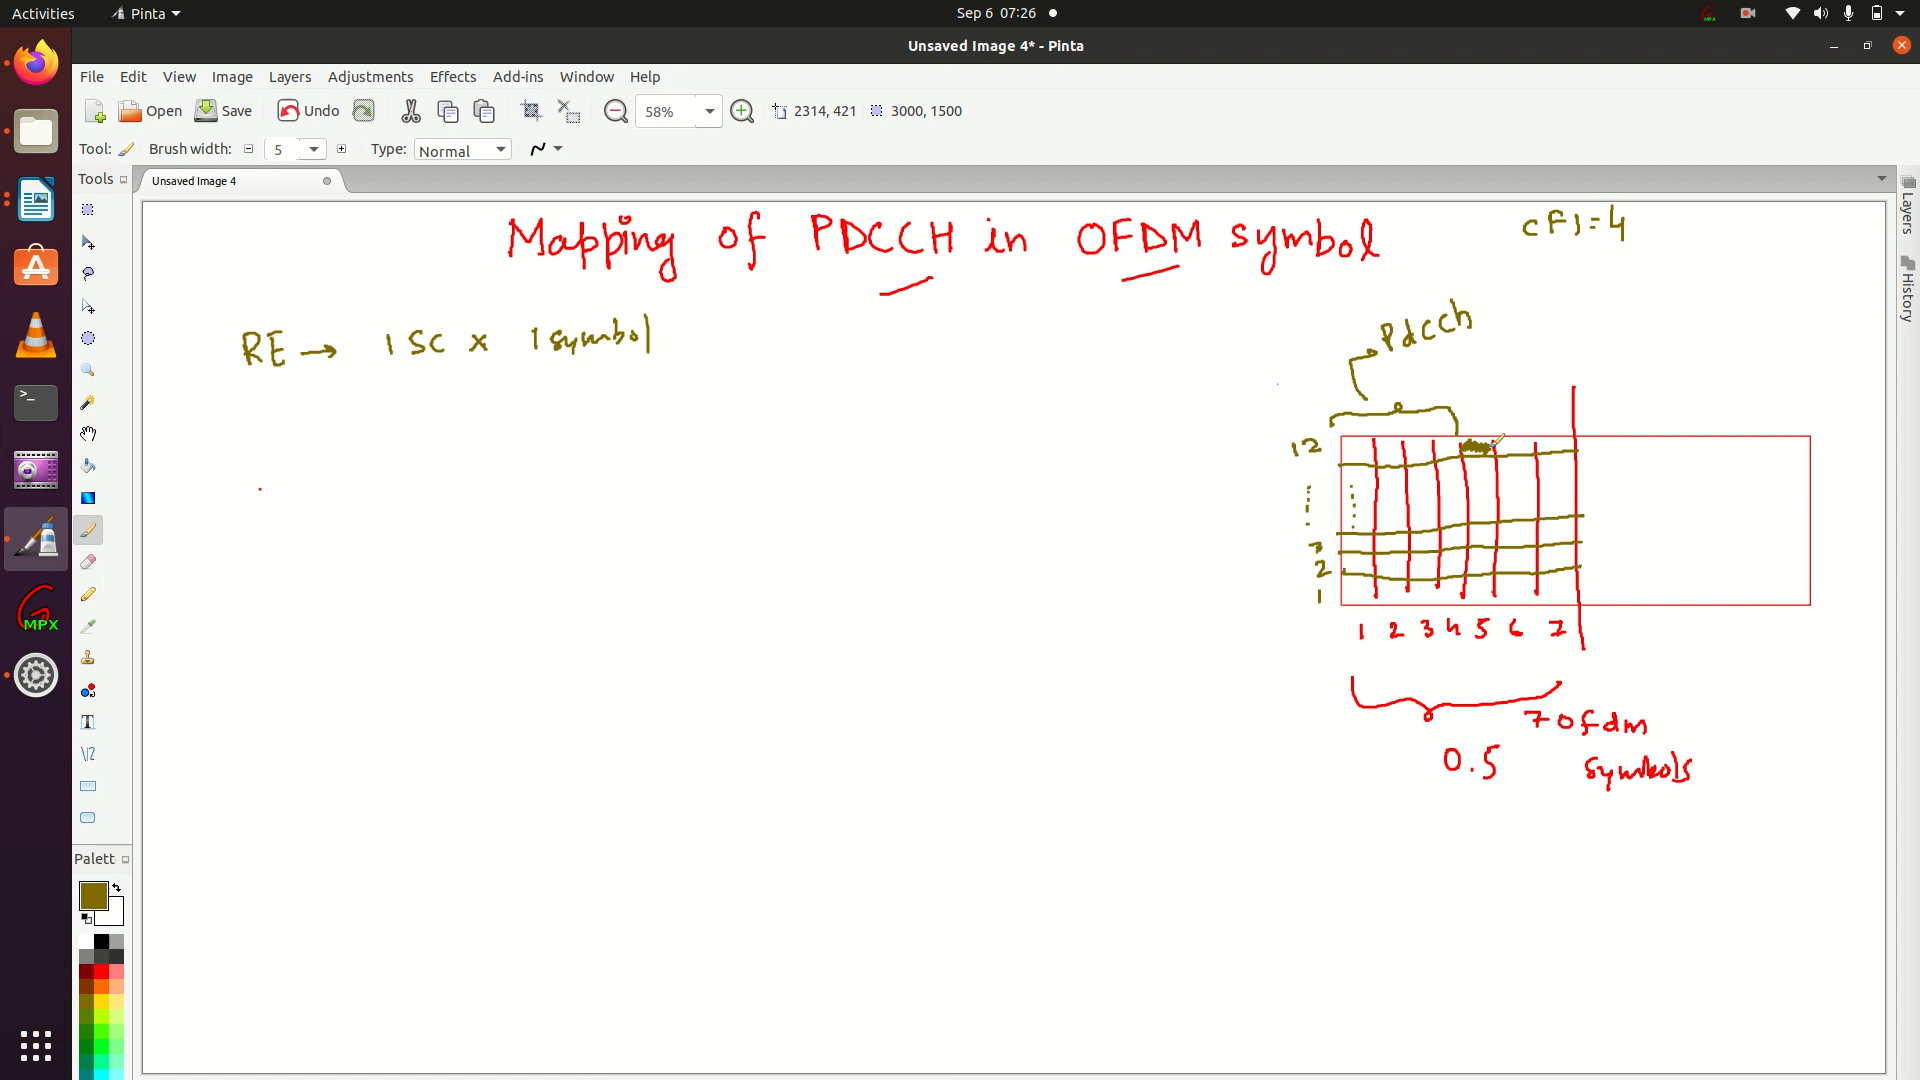 Activities Pinta Sep 6 07:26
Unsaved Image 4* - Pinta
File Edit View Image Layers Adjustments Effects Add-ins Window Help
Open Save Undo 58% 2314, 421 3000, 1500
Tool: Brush width: 5 Type: Normal
Tools Unsaved Image 4
Layers
History
Mapping of PDCCH in OFDM symbol
CFI=4
RE → 1 SC x 1 symbol
Pdcch
12
3
2
1
1 2 3 4 5 6 7
7 ofdm
0.5 symbols
MPX
Palett